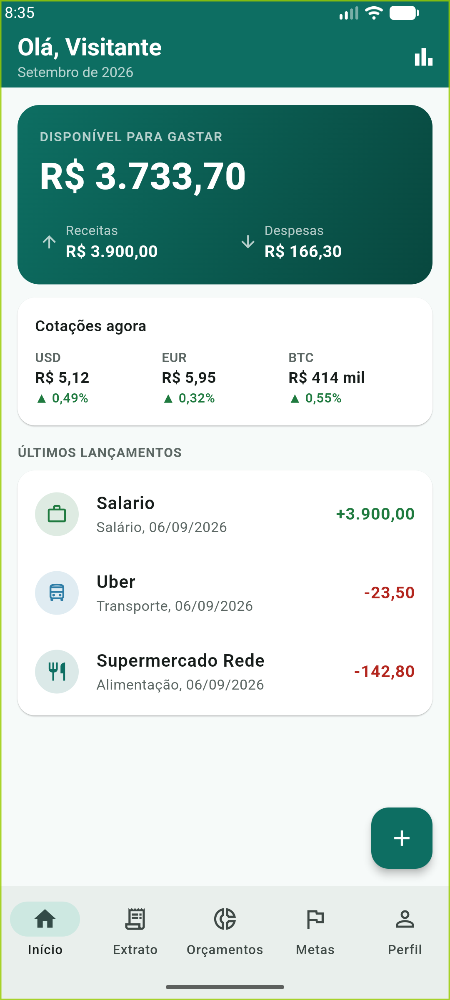 8:35
Olá, Visitante
Setembro de 2026
DISPONÍVEL PARA GASTAR
R$ 3.733,70
Receitas
R$ 3.900,00
Despesas
R$ 166,30
Cotações agora
USD
R$ 5,12
▲ 0,49%
EUR
R$ 5,95
▲ 0,32%
BTC
R$ 414 mil
▲ 0,55%
ÚLTIMOS LANÇAMENTOS
Salario
Salário, 06/09/2026
+3.900,00
Uber
Transporte, 06/09/2026
-23,50
Supermercado Rede
Alimentação, 06/09/2026
-142,80
Início
Extrato
Orçamentos
Metas
Perfil